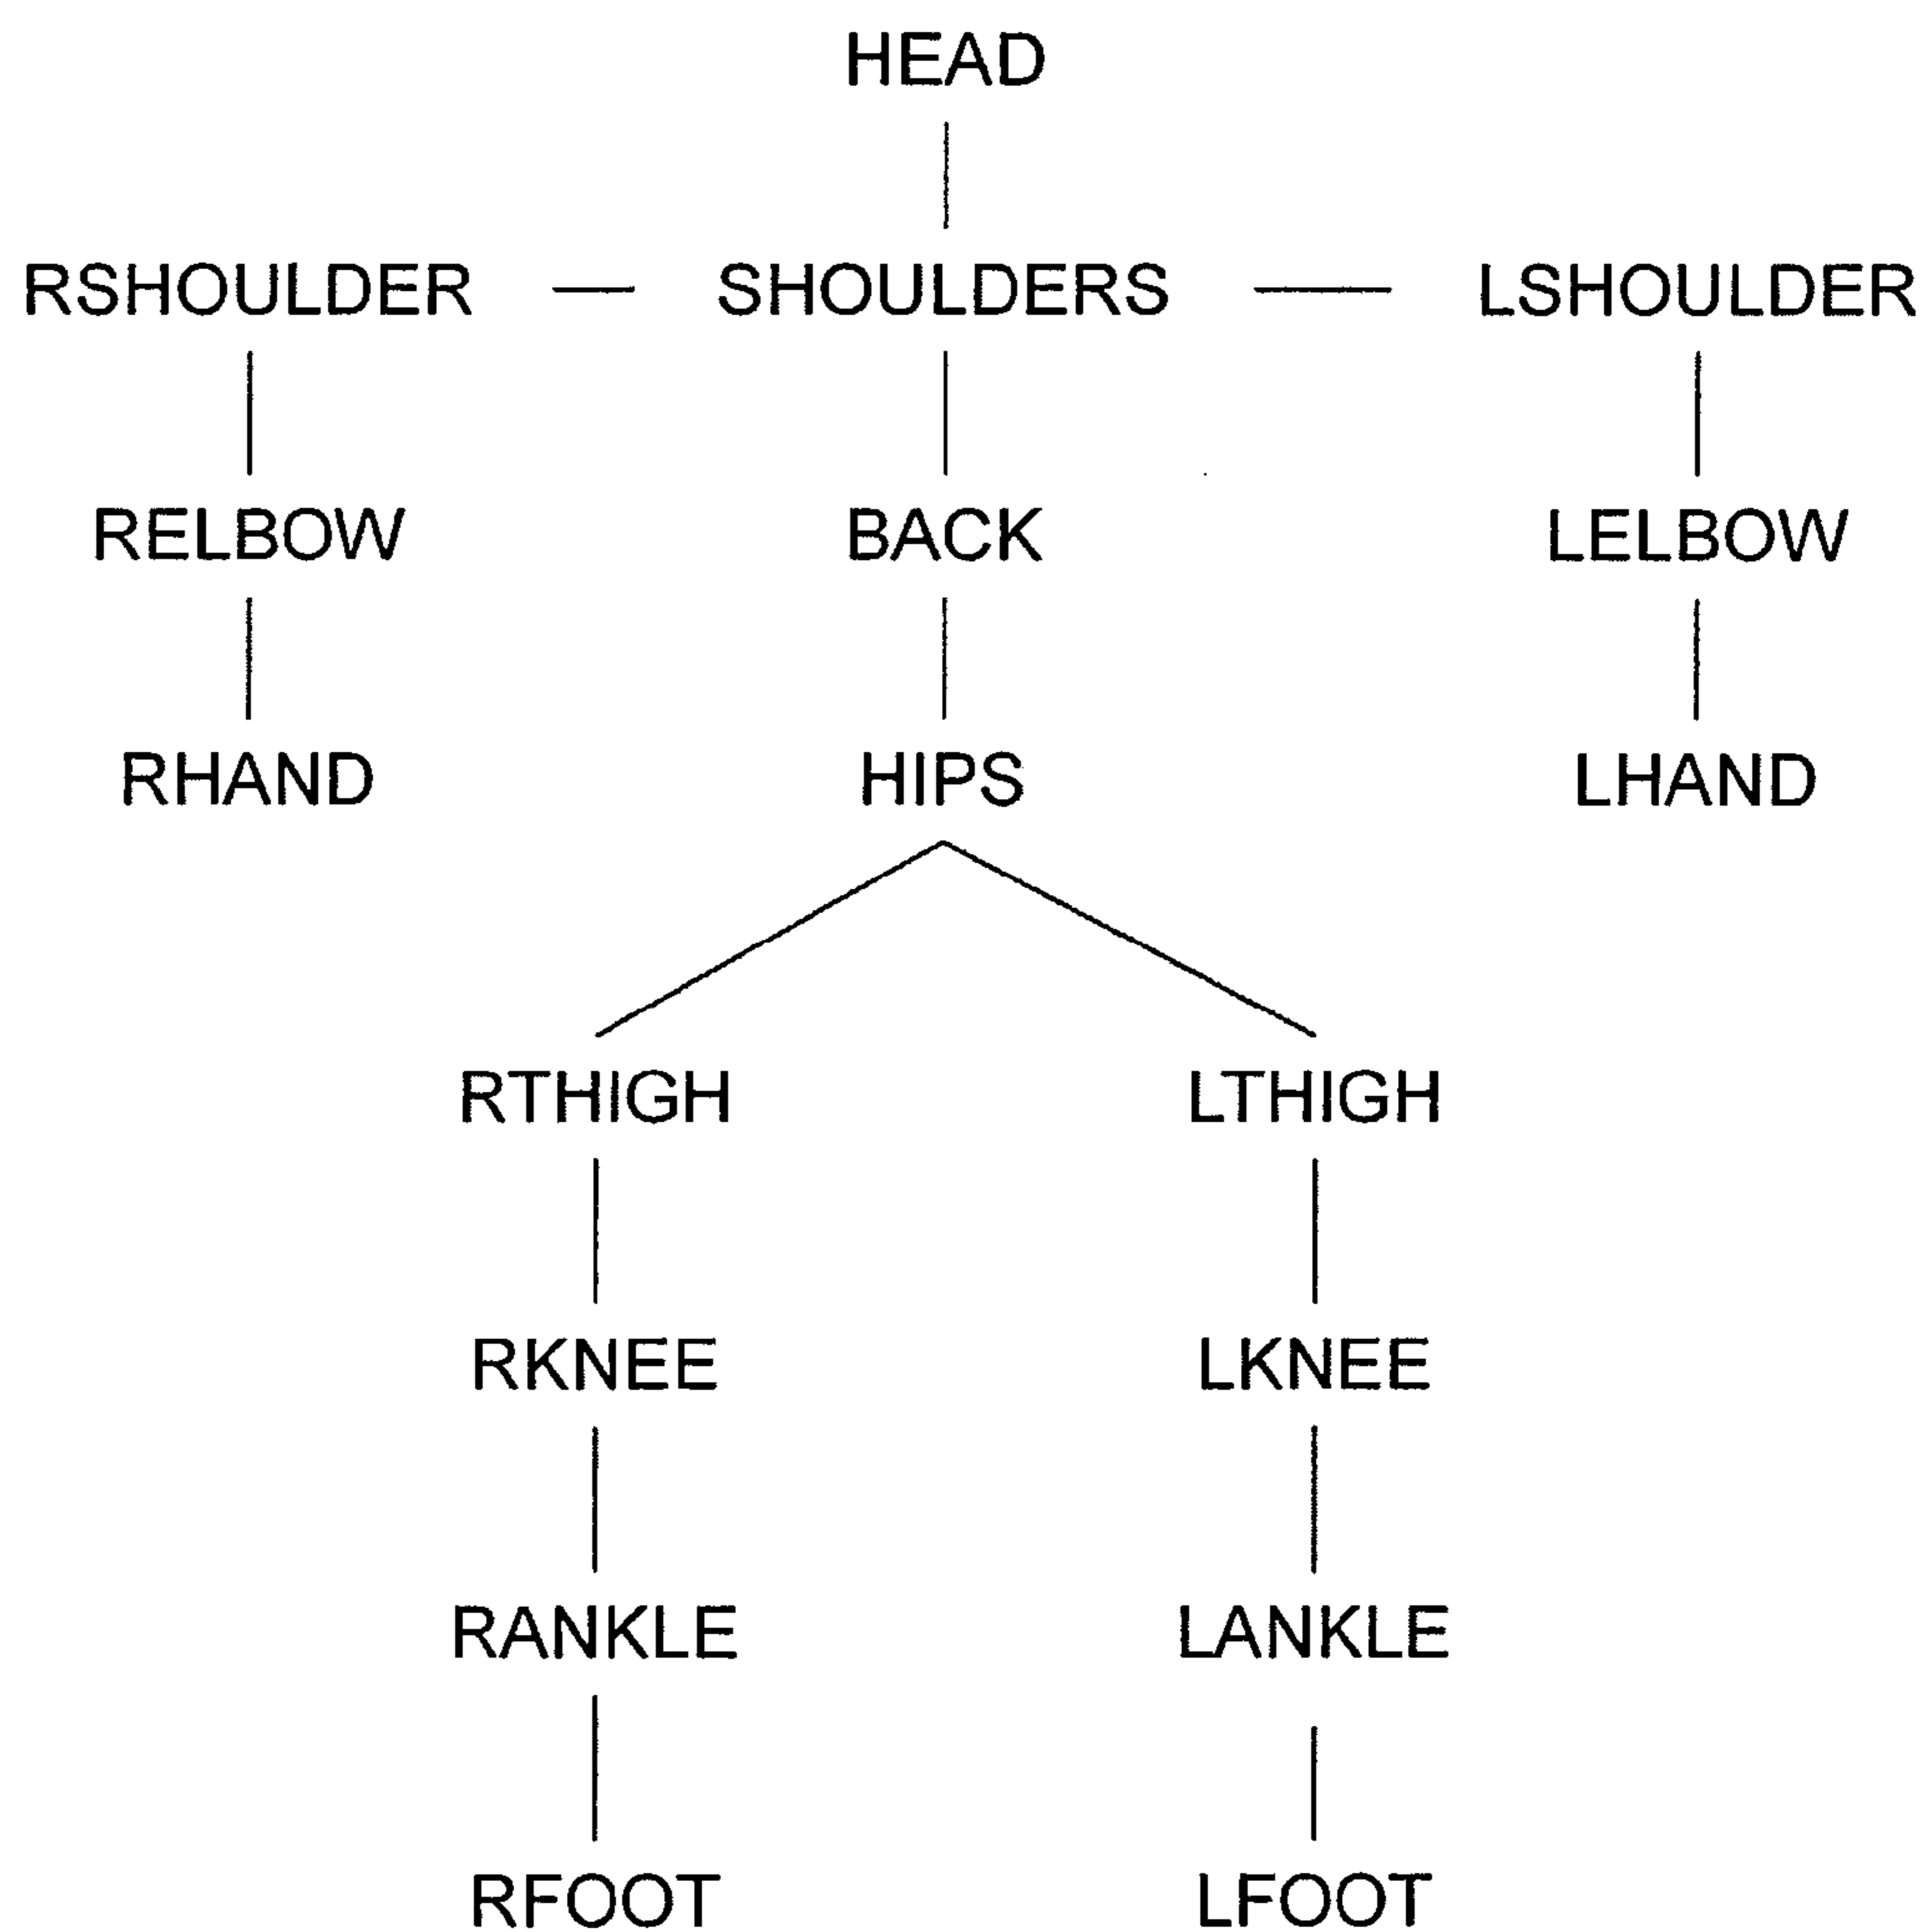 HEAD
RSHOULDER SHOULDERS LSHOULDER
RELBOW BACK LELBOW
RHAND HIPS LHAND
RTHIGH LTHIGH
RKNEE LKNEE
RANKLE LANKLE
RFOOT LFOOT